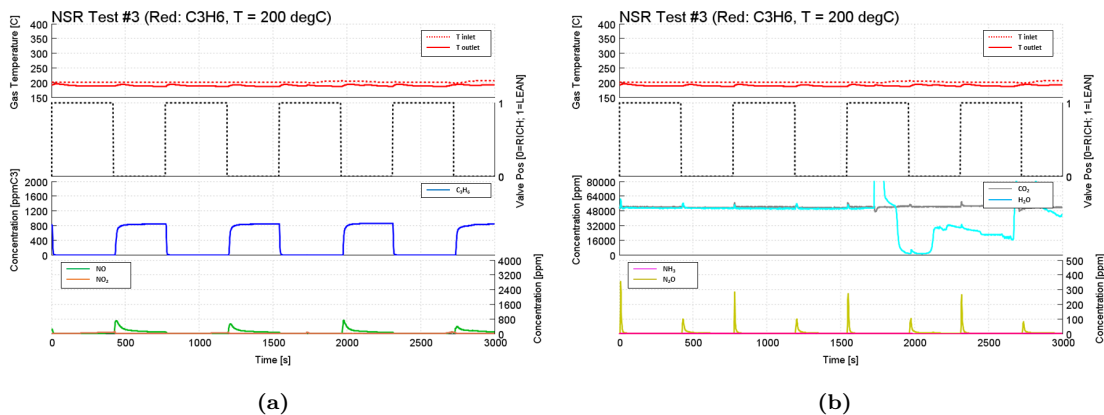 NSR Test #3 (Red: C3H6, T = 200 degC)
Gas Temperature [C]
400
350
300
250
200
150
T inlet
T outlet
Valve Pos [0=RICH; 1=LEAN]
1
0
Concentration [ppmC3]
2000
1600
1200
800
400
0
C₃H₆
NO
NO₂
Concentration [ppm]
4000
3200
2400
1600
800
0
0
500
1000
1500
2000
2500
3000
Time [s]
(a)
NSR Test #3 (Red: C3H6, T = 200 degC)
Gas Temperature [C]
400
350
300
250
200
150
T inlet
T outlet
Valve Pos [0=RICH; 1=LEAN]
1
0
Concentration [ppm]
80000
64000
48000
32000
16000
0
CO₂
H₂O
NH₃
N₂O
Concentration [ppm]
500
400
300
200
100
0
0
500
1000
1500
2000
2500
3000
Time [s]
(b)